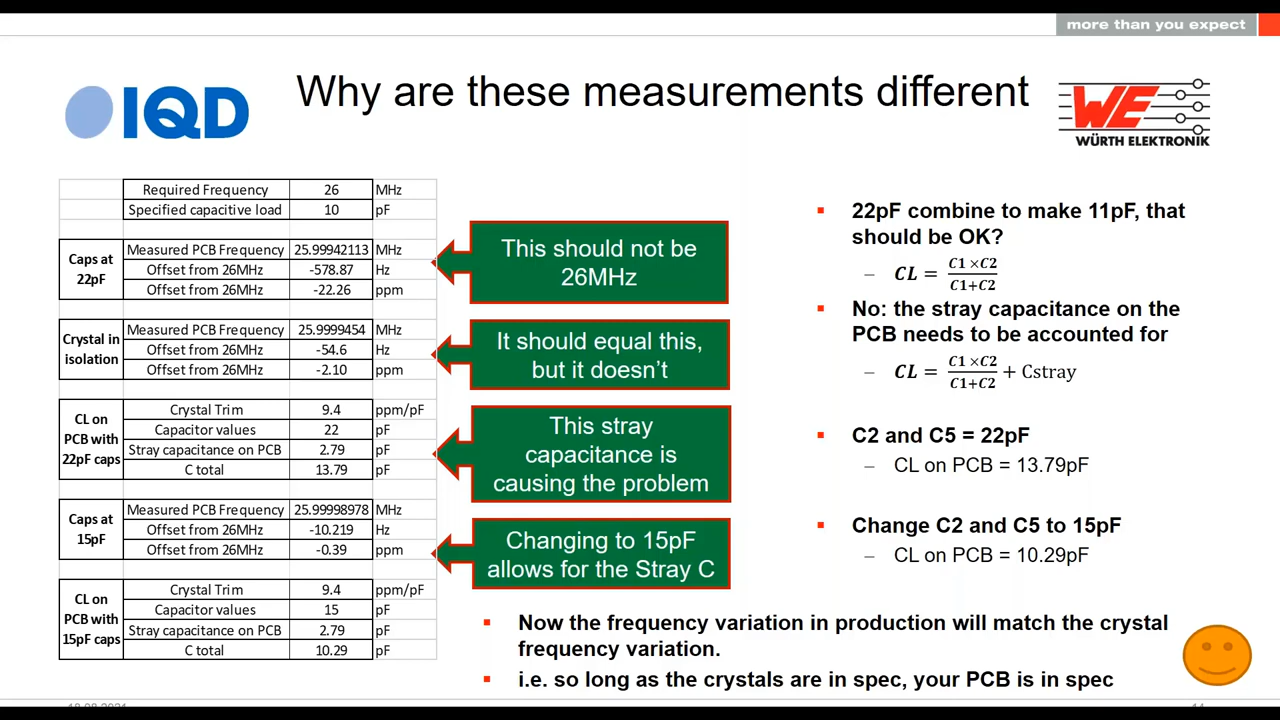 more than you expect
IQD
Why are these measurements different
WE
WÜRTH ELEKTRONIK
Required Frequency 26 MHz
Specified capacitive load 10 pF
Caps at 22pF
Measured PCB Frequency 25.99942113 MHz
Offset from 26MHz -578.87 Hz
Offset from 26MHz -22.26 ppm
Crystal in isolation
Measured PCB Frequency 25.9999454 MHz
Offset from 26MHz -54.6 Hz
Offset from 26MHz -2.10 ppm
CL on PCB with 22pF caps
Crystal Trim 9.4 ppm/pF
Capacitor values 22 pF
Stray capacitance on PCB 2.79 pF
C total 13.79 pF
Caps at 15pF
Measured PCB Frequency 25.99998978 MHz
Offset from 26MHz -10.219 Hz
Offset from 26MHz -0.39 ppm
CL on PCB with 15pF caps
Crystal Trim 9.4 ppm/pF
Capacitor values 15 pF
Stray capacitance on PCB 2.79 pF
C total 10.29 pF
This should not be
26MHz
It should equal this,
but it doesn't
This stray
capacitance is
causing the problem
Changing to 15pF
allows for the Stray C
▪ 22pF combine to make 11pF, that
should be OK?
– CL = C1×C2 / C1+C2
▪ No: the stray capacitance on the
PCB needs to be accounted for
– CL = C1×C2 / C1+C2 + Cstray
▪ C2 and C5 = 22pF
– CL on PCB = 13.79pF
▪ Change C2 and C5 to 15pF
– CL on PCB = 10.29pF
▪ Now the frequency variation in production will match the crystal
frequency variation.
▪ i.e. so long as the crystals are in spec, your PCB is in spec